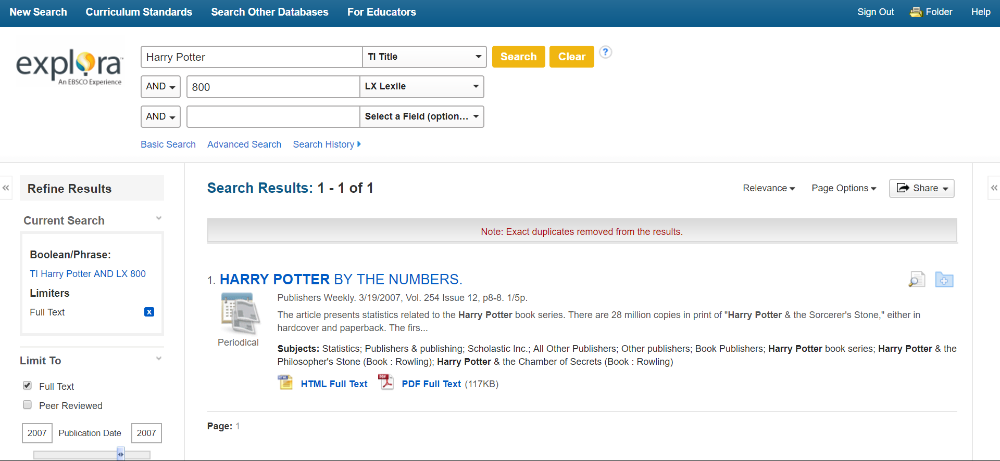 New Search Curriculum Standards Search Other Databases For Educators Sign Out Folder Help
explora
An EBSCO Experience
Harry Potter TI Title Search Clear ?
AND 800 LX Lexile
AND Select a Field (option...
Basic Search Advanced Search Search History
Refine Results
Current Search
Boolean/Phrase:
TI Harry Potter AND LX 800
Limiters
Full Text x
Limit To
Full Text
Peer Reviewed
2007 Publication Date 2007
Search Results: 1 - 1 of 1 Relevance Page Options Share
Note: Exact duplicates removed from the results.
1. HARRY POTTER BY THE NUMBERS.
Periodical
Publishers Weekly. 3/19/2007, Vol. 254 Issue 12, p8-8. 1/5p.
The article presents statistics related to the Harry Potter book series. There are 28 million copies in print of "Harry Potter & the Sorcerer's Stone," either in
hardcover and paperback. The firs...
Subjects: Statistics; Publishers & publishing; Scholastic Inc.; All Other Publishers; Other publishers; Book Publishers; Harry Potter book series; Harry Potter & the
Philosopher's Stone (Book : Rowling); Harry Potter & the Chamber of Secrets (Book : Rowling)
HTML Full Text PDF PDF Full Text (117KB)
Page: 1